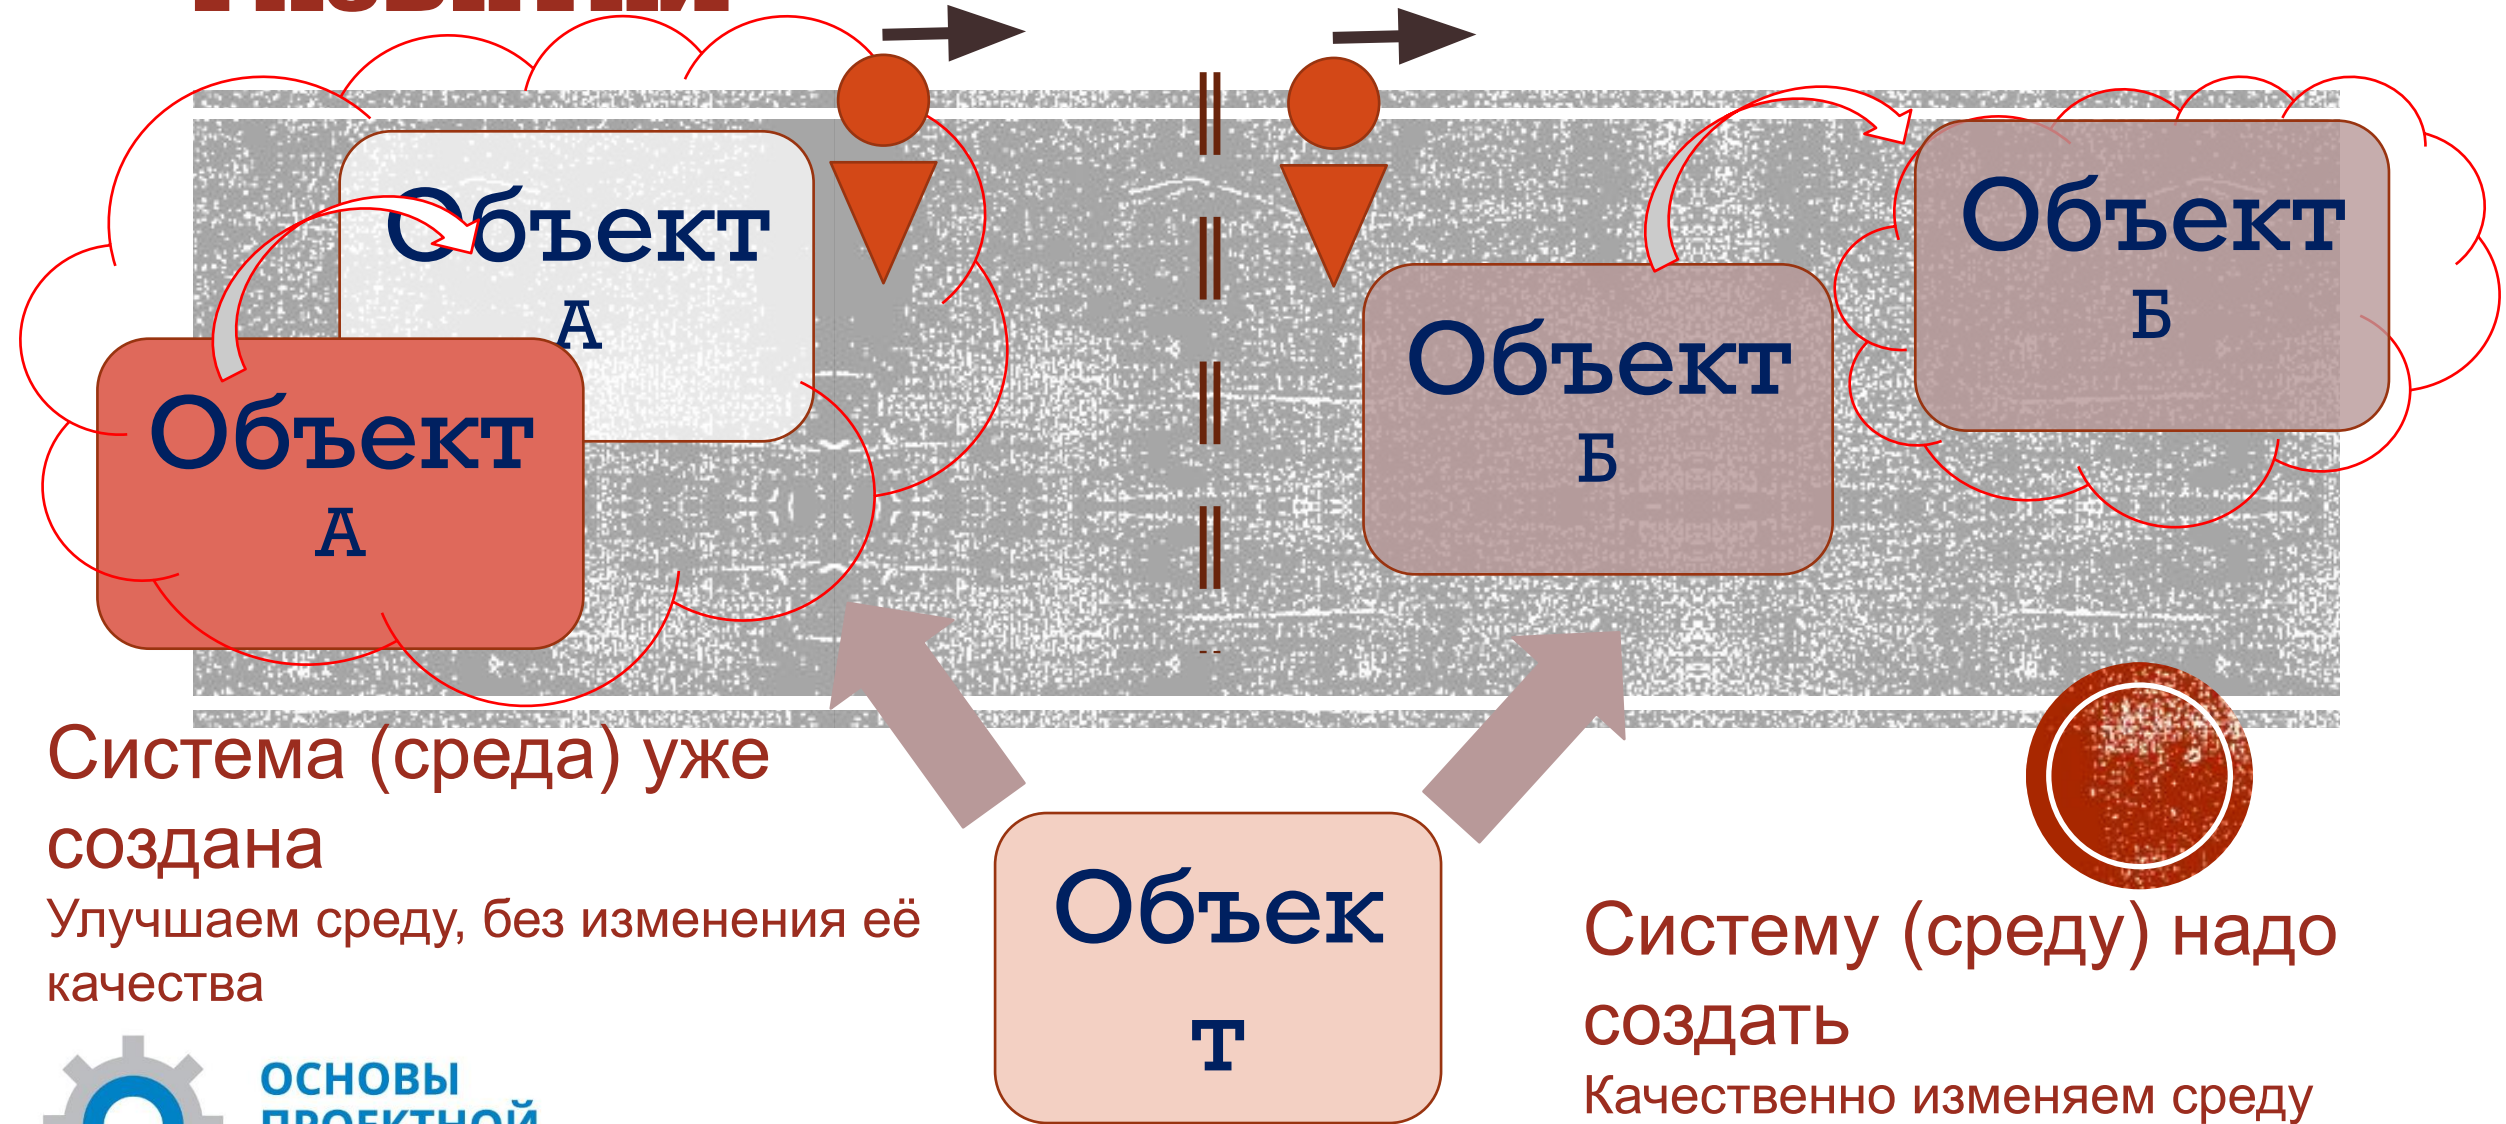 Объект
А
Объект
А
Объект
Б
Объект
Б
Система (среда) уже
создана
Улучшаем среду, без изменения её
качества
Объек
т
Систему (среду) надо
создать
Качественно изменяем среду
ОСНОВЫ
ПРОЕКТНОЙ